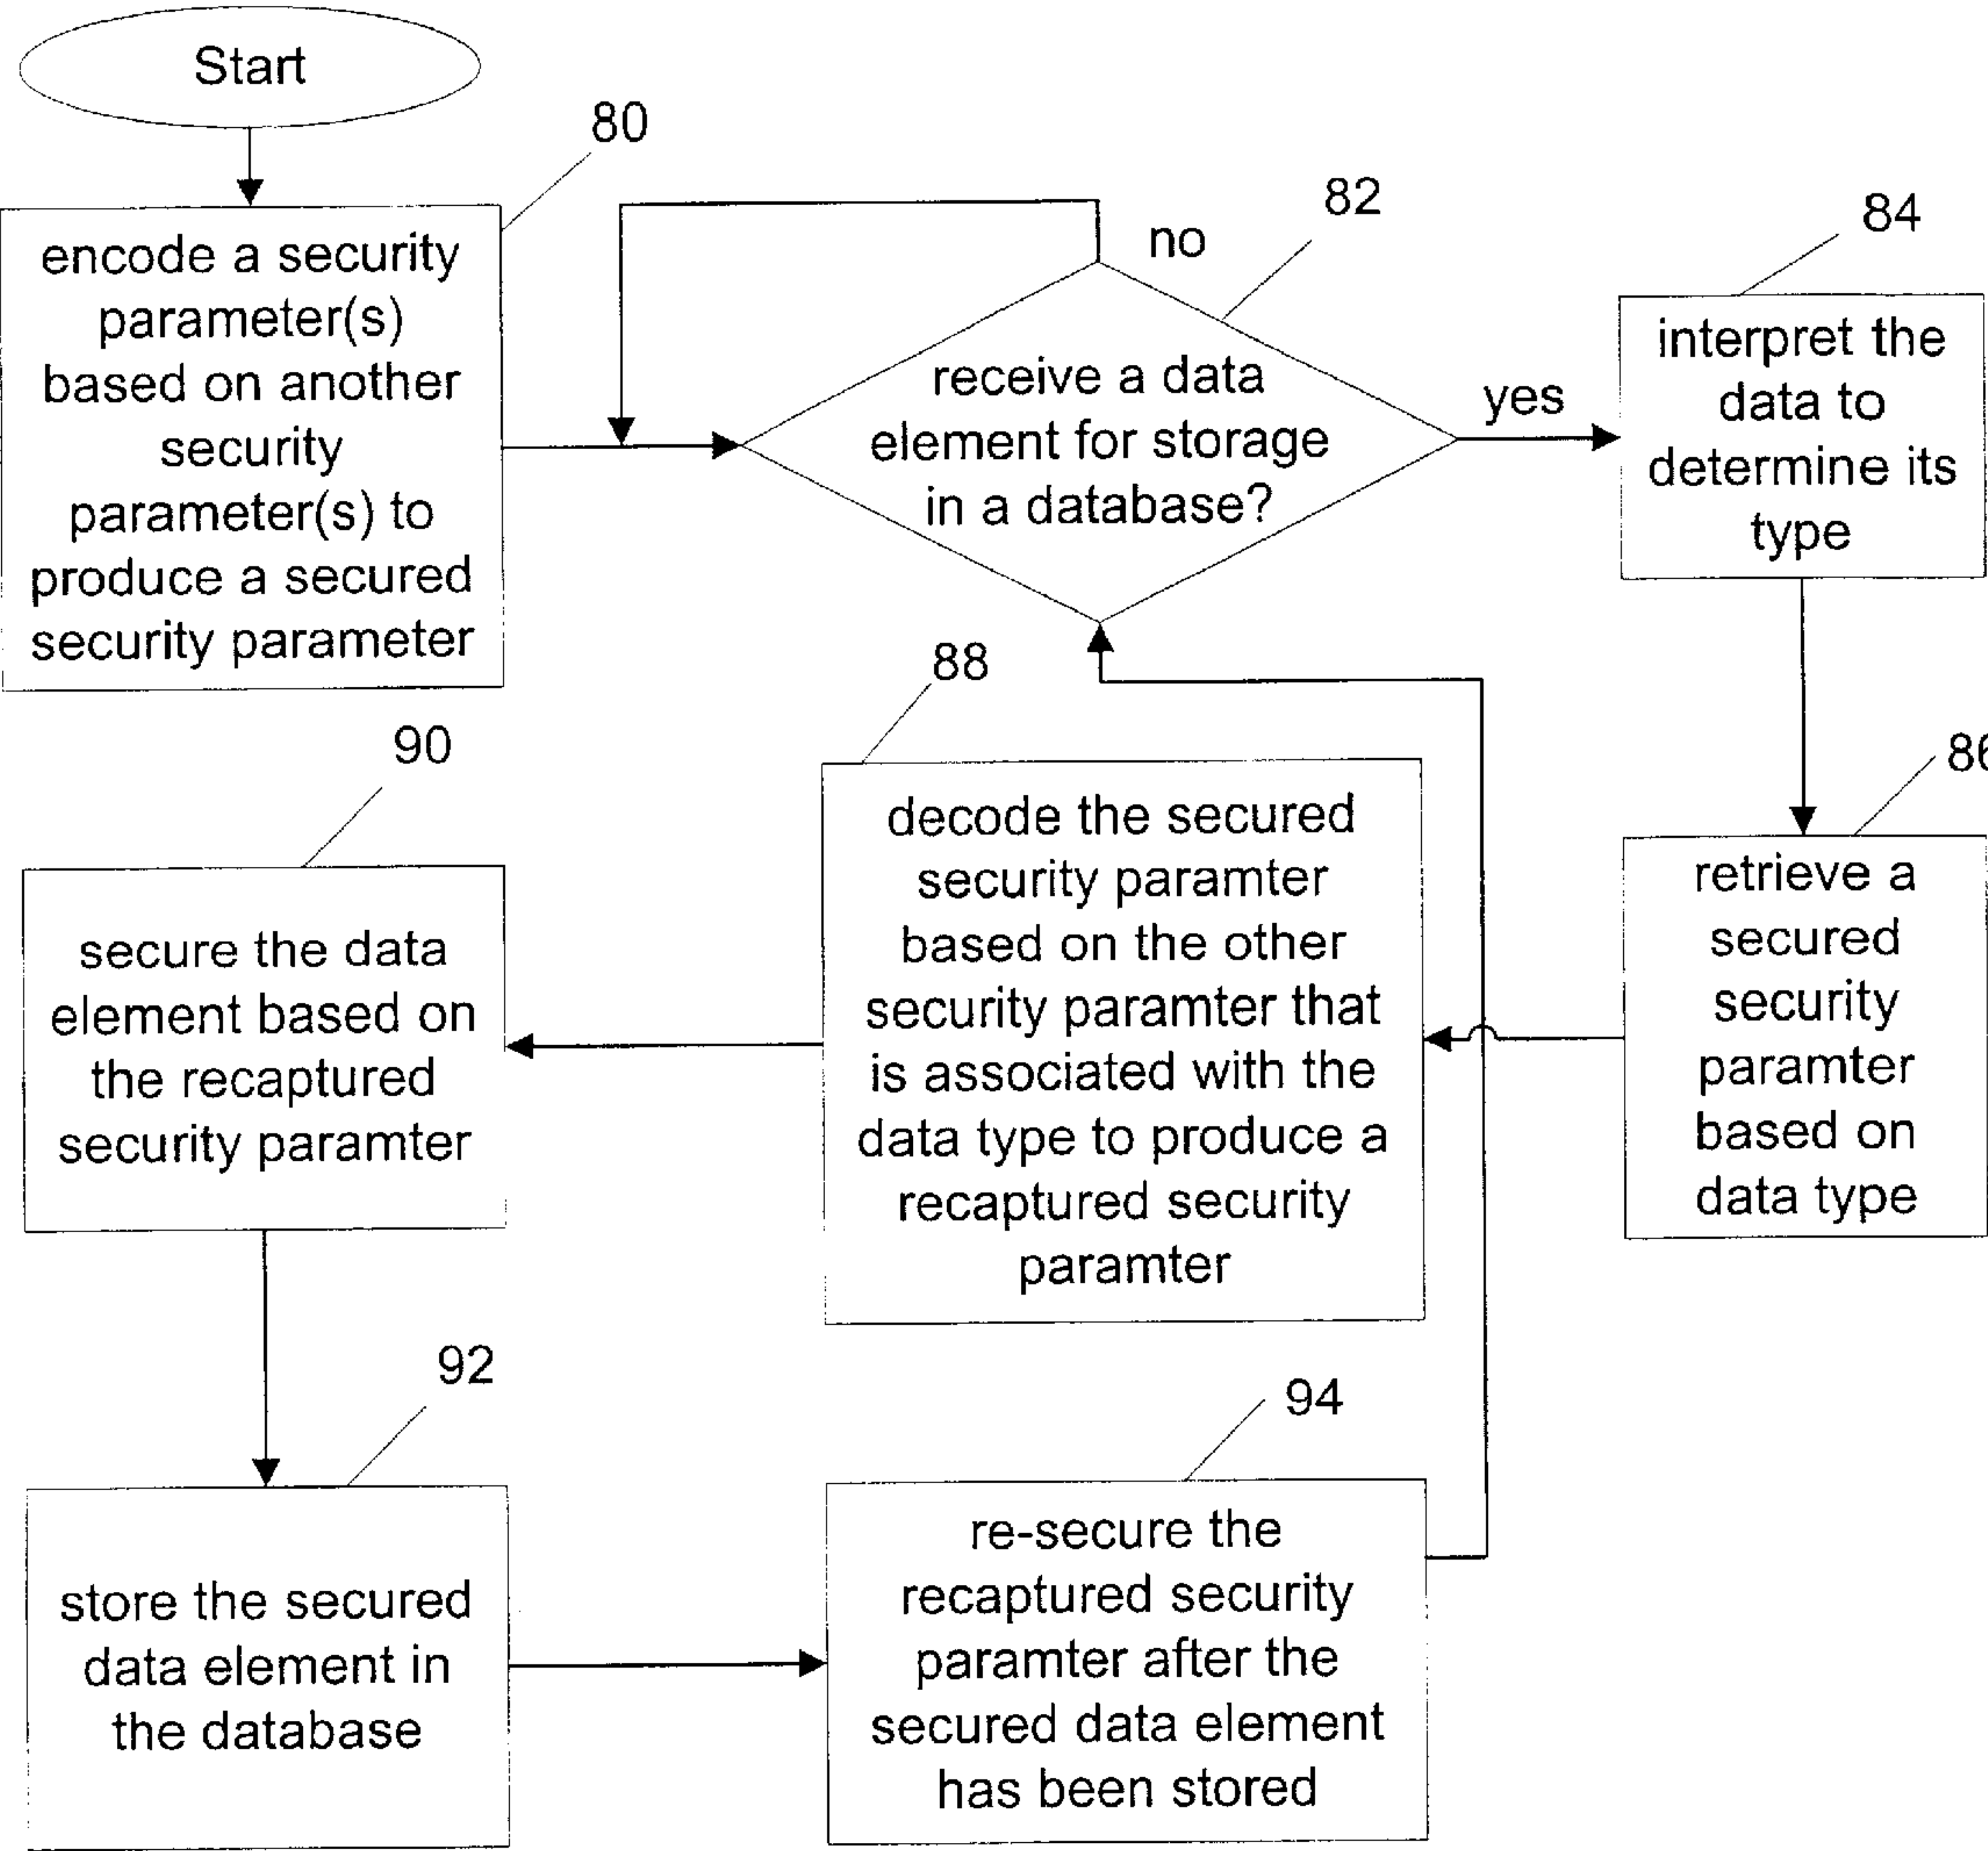 Start
80
encode a security
parameter(s)
based on another
security
parameter(s) to
produce a secured
security parameter
82
no
receive a data
element for storage
in a database?
yes
84
interpret the
data to
determine its
type
86
retrieve a
secured
security
paramter
based on
data type
88
decode the secured
security paramter
based on the other
security paramter that
is associated with the
data type to produce a
recaptured security
paramter
90
secure the data
element based on
the recaptured
security paramter
92
store the secured
data element in
the database
94
re-secure the
recaptured security
paramter after the
secured data element
has been stored